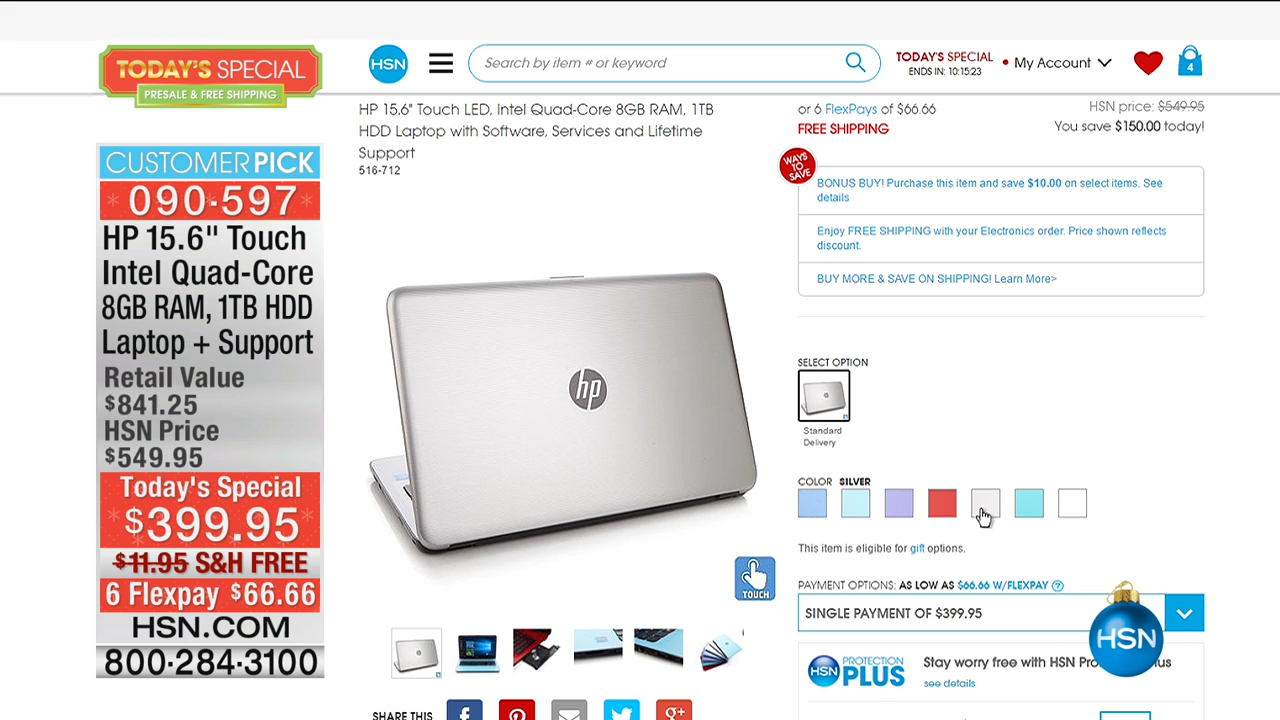 TODAY'S SPECIAL
PRESALE & FREE SHIPPING
CUSTOMER PICK
090-597
HP 15.6" Touch
Intel Quad-Core
8GB RAM, 1TB HDD
Laptop + Support
Retail Value
$841.25
HSN Price
$549.95
Today's Special
$399.95
$11.95 S&H FREE
6 Flexpay $66.66
HSN.COM
800-284-3100
HSN
Search by item # or keyword
TODAY'S SPECIAL
ENDS IN: 10:15:23
My Account
4
HP 15.6" Touch LED, Intel Quad-Core 8GB RAM, 1TB
HDD Laptop with Software, Services and Lifetime
Support
516-712
hp
TOUCH
SHARE THIS
or 6 FlexPays of $66.66
HSN price: $549.95
FREE SHIPPING
You save $150.00 today!
WAYS
TO
SAVE
BONUS BUY! Purchase this item and save $10.00 on select items. See
details
Enjoy FREE SHIPPING with your Electronics order. Price shown reflects
discount.
BUY MORE & SAVE ON SHIPPING! Learn More>
SELECT OPTION
Standard
Delivery
COLOR SILVER
This item is eligible for gift options.
PAYMENT OPTIONS: AS LOW AS $66.66 W/FLEXPAY ?
SINGLE PAYMENT OF $399.95
HSN
HSN PROTECTION
PLUS
Stay worry free with HSN Pro us
see details